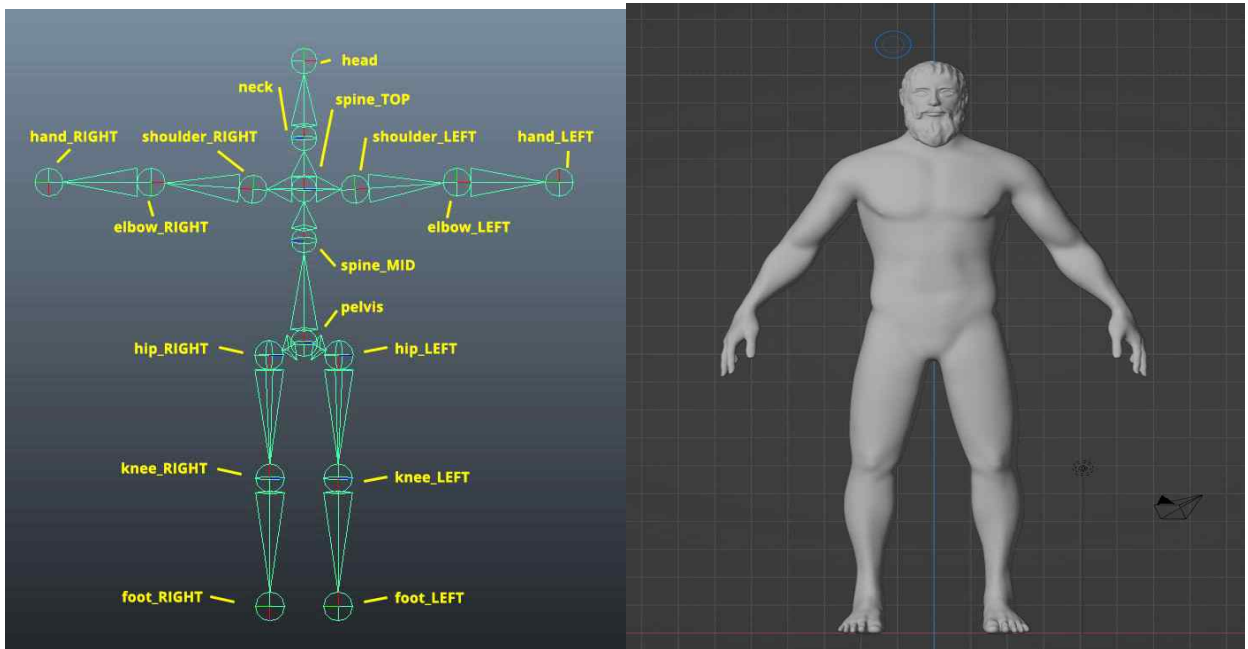 head
neck
spine_TOP
hand_RIGHT
shoulder_RIGHT
shoulder_LEFT
hand_LEFT
elbow_RIGHT
elbow_LEFT
spine_MID
pelvis
hip_RIGHT
hip_LEFT
knee_RIGHT
knee_LEFT
foot_RIGHT
foot_LEFT